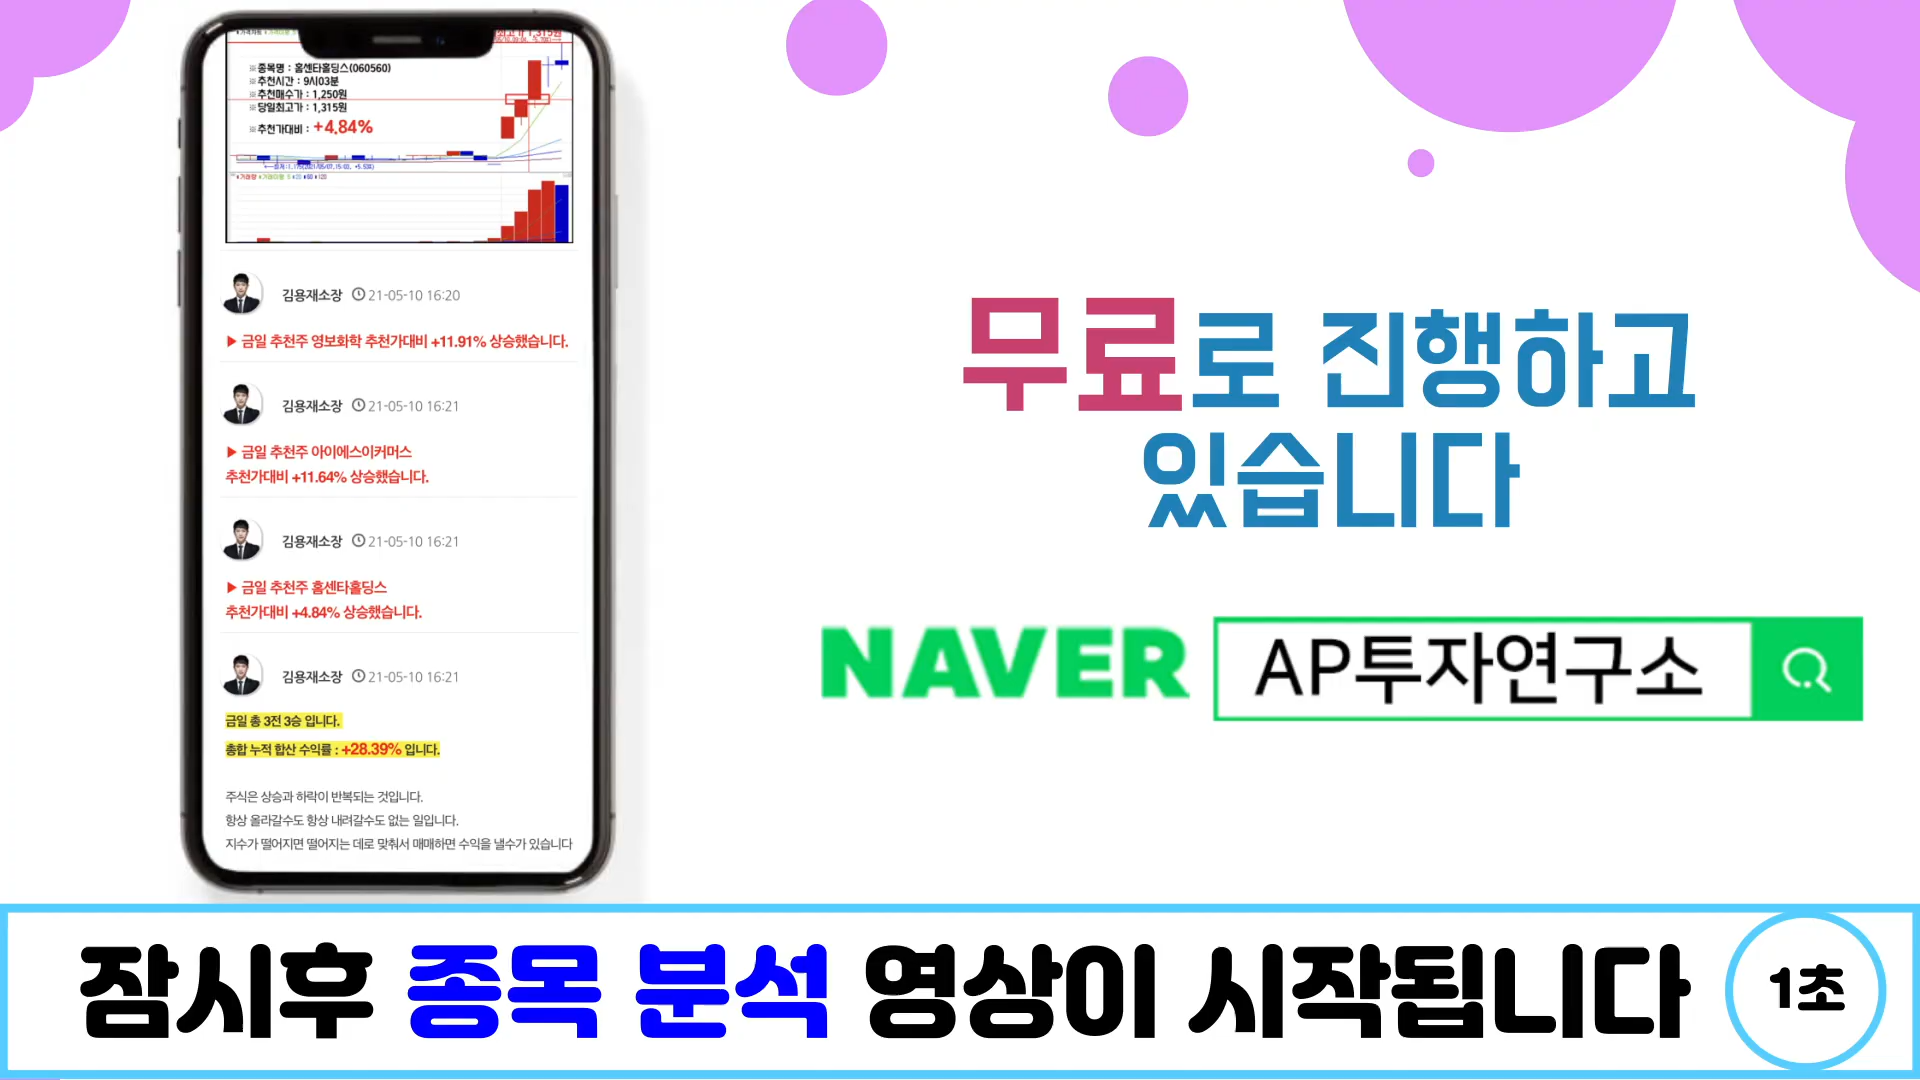 ※종목명 : 홈센타홀딩스(060560)
※추천시간 : 9시03분
※추천매수가 : 1,250원
※당일최고가 : 1,315원
※추천가대비 : +4.84%
김용재소장 21-05-10 16:20
▶ 금일 추천주 영보화학 추천가대비 +11.91% 상승했습니다.
김용재소장 21-05-10 16:21
▶ 금일 추천주 아이에스이커머스
추천가대비 +11.64% 상승했습니다.
김용재소장 21-05-10 16:21
▶ 금일 추천주 홈센타홀딩스
추천가대비 +4.84% 상승했습니다.
김용재소장 21-05-10 16:21
금일 총 3전 3승 입니다.
총합 누적 합산 수익률 : +28.39% 입니다.
주식은 상승과 하락이 반복되는 것입니다.
항상 올라갈수도 항상 내려갈수도 없는 일입니다.
지수가 떨어지면 떨어지는 데로 맞춰서 매매하면 수익을 낼수가 있습니다
무료로 진행하고
있습니다
NAVER AP투자연구소
잠시후 종목 분석 영상이 시작됩니다 1초